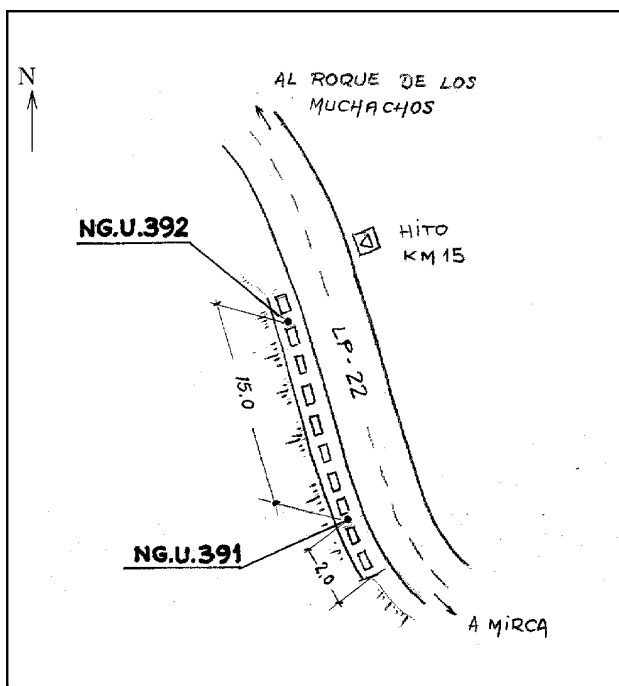 N
AL ROQUE DE LOS
MUCHACHOS
NG.U.392
HITO
KM 15
LP-22
15.0
NG.U.391
2.0
A MIRCA